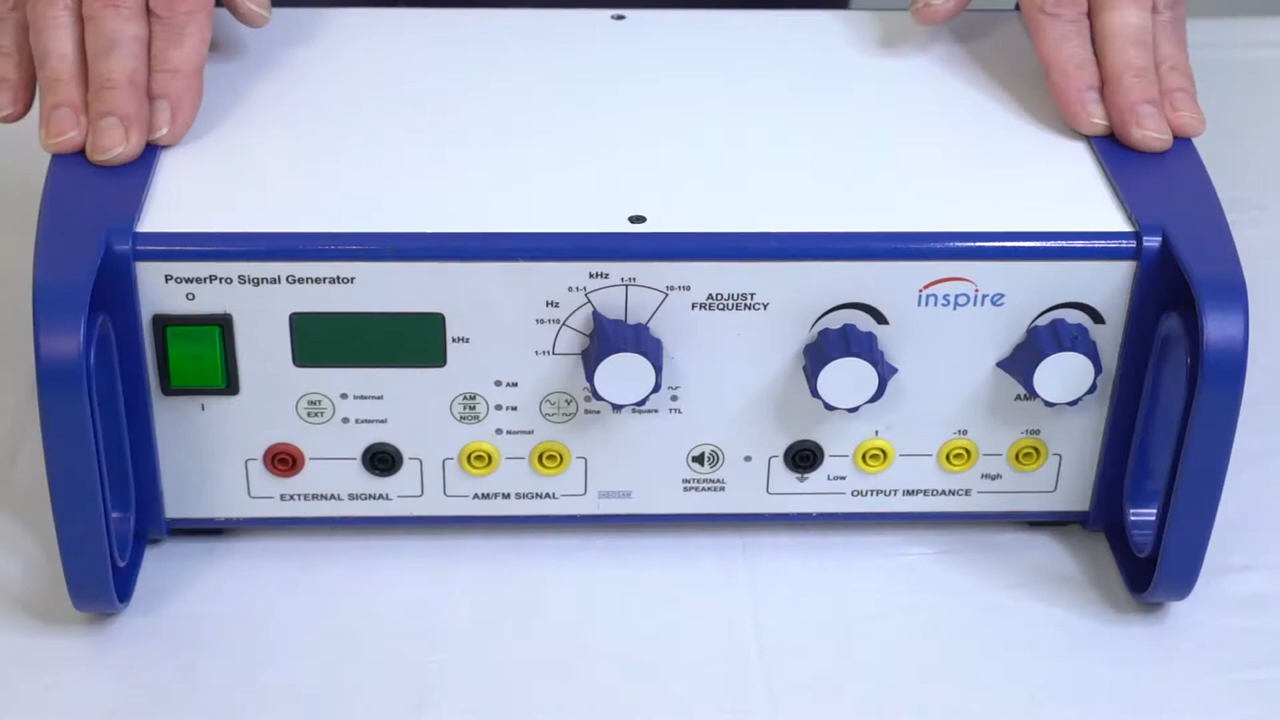 PowerPro Signal Generator
O
I
kHz
INT
EXT
Internal
External
EXTERNAL SIGNAL
AM
FM
NOR
AM
FM
Normal
AM/FM SIGNAL
kHz
Hz
1-11
10-110
0.1-1
1-11
10-110
ADJUST
FREQUENCY
Sine
Square
TTL
INTERNAL
SPEAKER
inspire
1
-10
-100
Low
High
OUTPUT IMPEDANCE